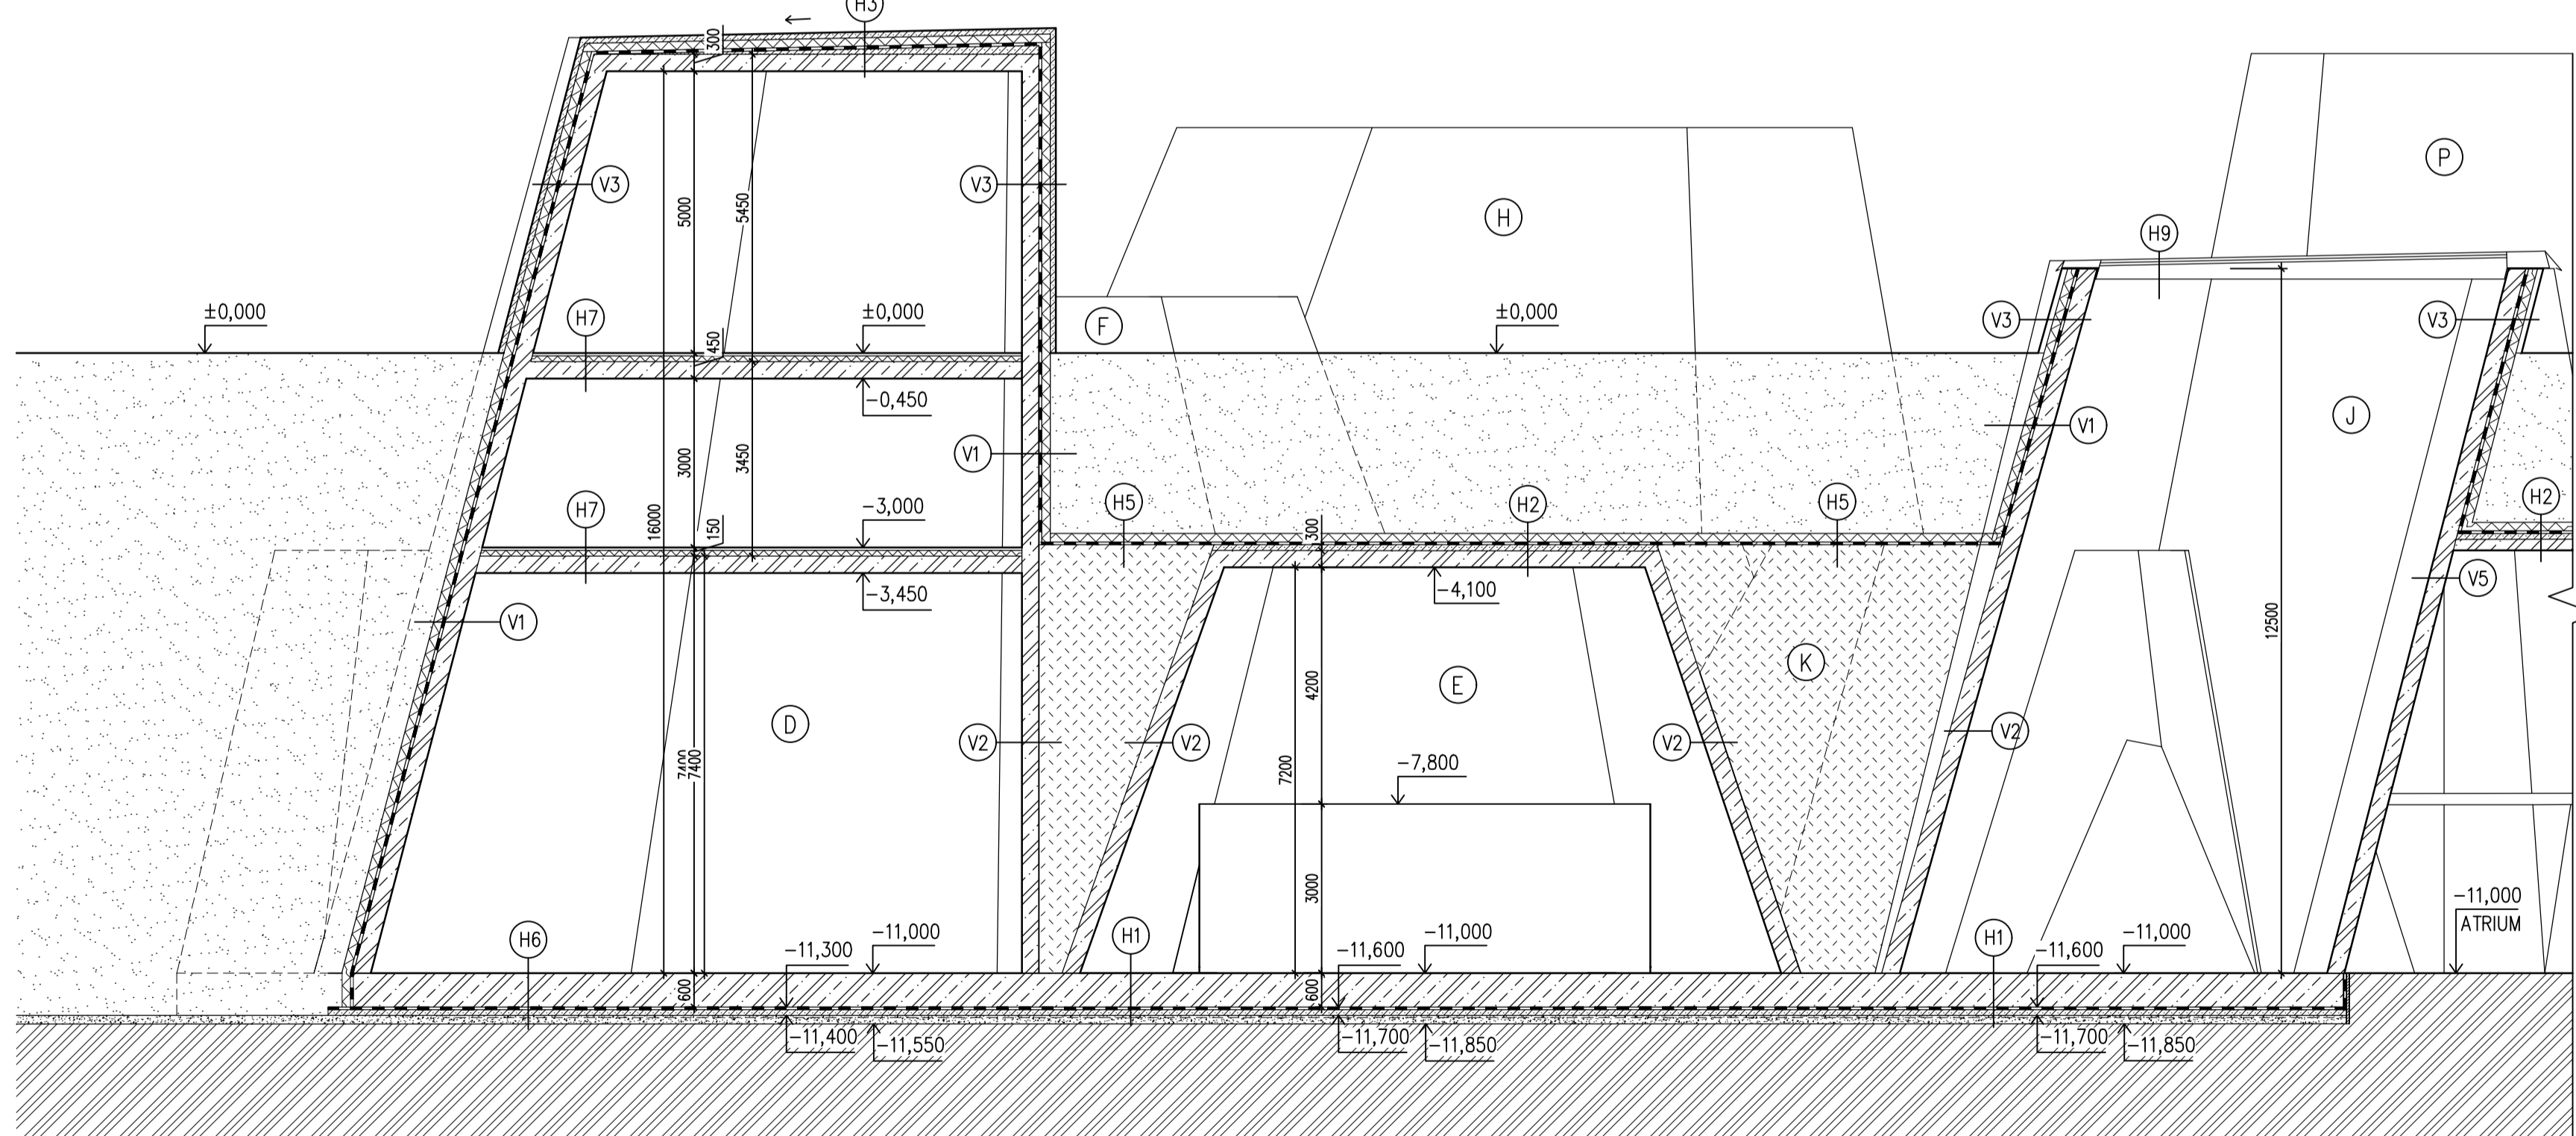 H3
←
300
P
V3
V3
5000
5450
H
H9
±0,000
H7
±0,000
F
±0,000
V3
V3
450
-0,450
J
V1
V1
3000
3450
H7
16000
150
-3,000
H5
H2
H5
H2
300
-3,450
-4,100
V5
V1
12500
K
E
4200
D
V2
V2
V2
V2
7400
7400
7200
-7,800
3000
-11,000
ATRIUM
H6
-11,300
-11,000
H1
-11,600
-11,000
H1
-11,600
-11,000
600
600
-11,400
-11,550
-11,700
-11,850
-11,700
-11,850